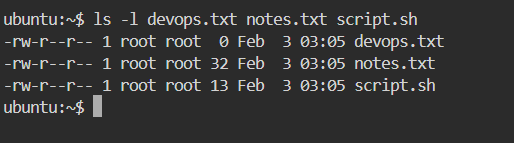 ubuntu:~$ ls -l devops.txt notes.txt script.sh
-rw-r--r-- 1 root root  0 Feb  3 03:05 devops.txt
-rw-r--r-- 1 root root 32 Feb  3 03:05 notes.txt
-rw-r--r-- 1 root root 13 Feb  3 03:05 script.sh
ubuntu:~$